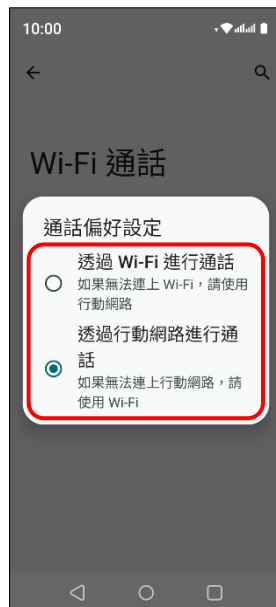 10:00
Wi-Fi 通話
通話偏好設定
透過 Wi-Fi 進行通話
如果無法連上 Wi-Fi，請使用
行動網路
透過行動網路進行通
話
如果無法連上行動網路，請
使用 Wi-Fi